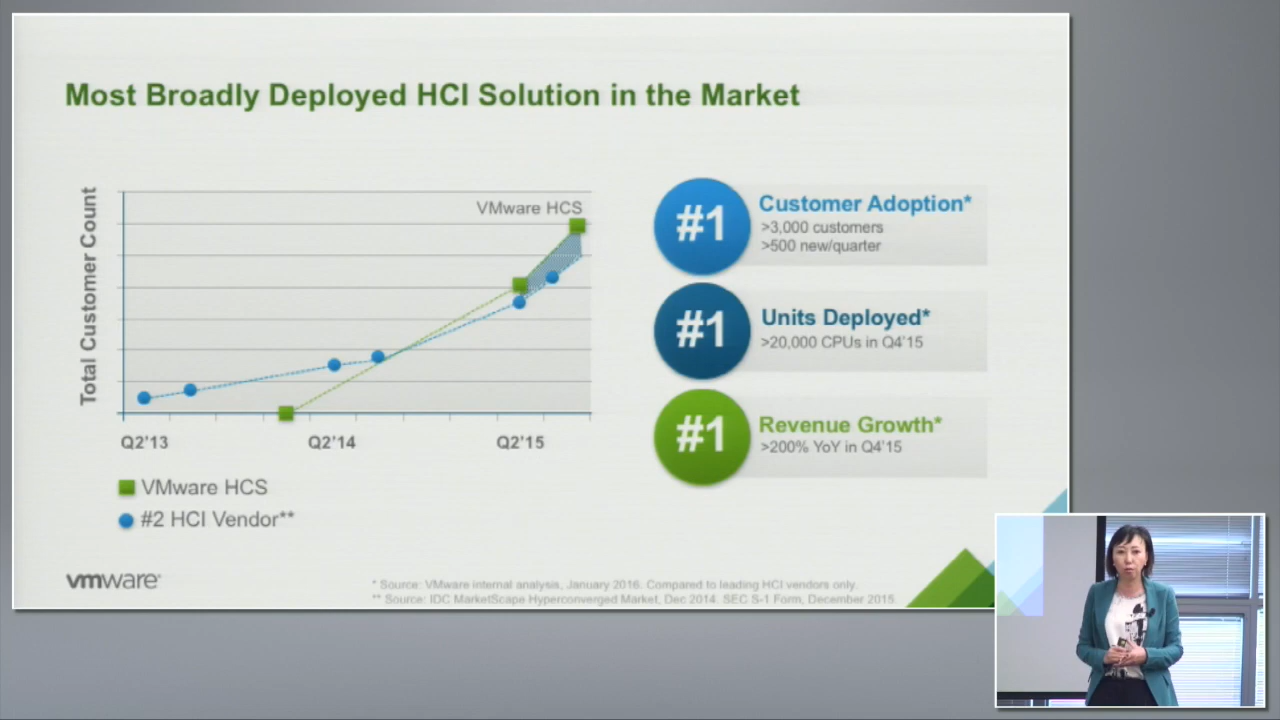 Most Broadly Deployed HCI Solution in the Market
Total Customer Count
VMware HCS
Q2'13
Q2'14
Q2'15
VMware HCS
#2 HCI Vendor**
#1
Customer Adoption*
>3,000 customers
>500 new/quarter
#1
Units Deployed*
>20,000 CPUs in Q4'15
#1
Revenue Growth*
>200% YoY in Q4'15
vmware®
* Source: VMware internal analysis, January 2016. Compared to leading HCI vendors only.
** Source: IDC MarketScape Hyperconverged Market, Dec 2014. SEC S-1 Form, December 2015